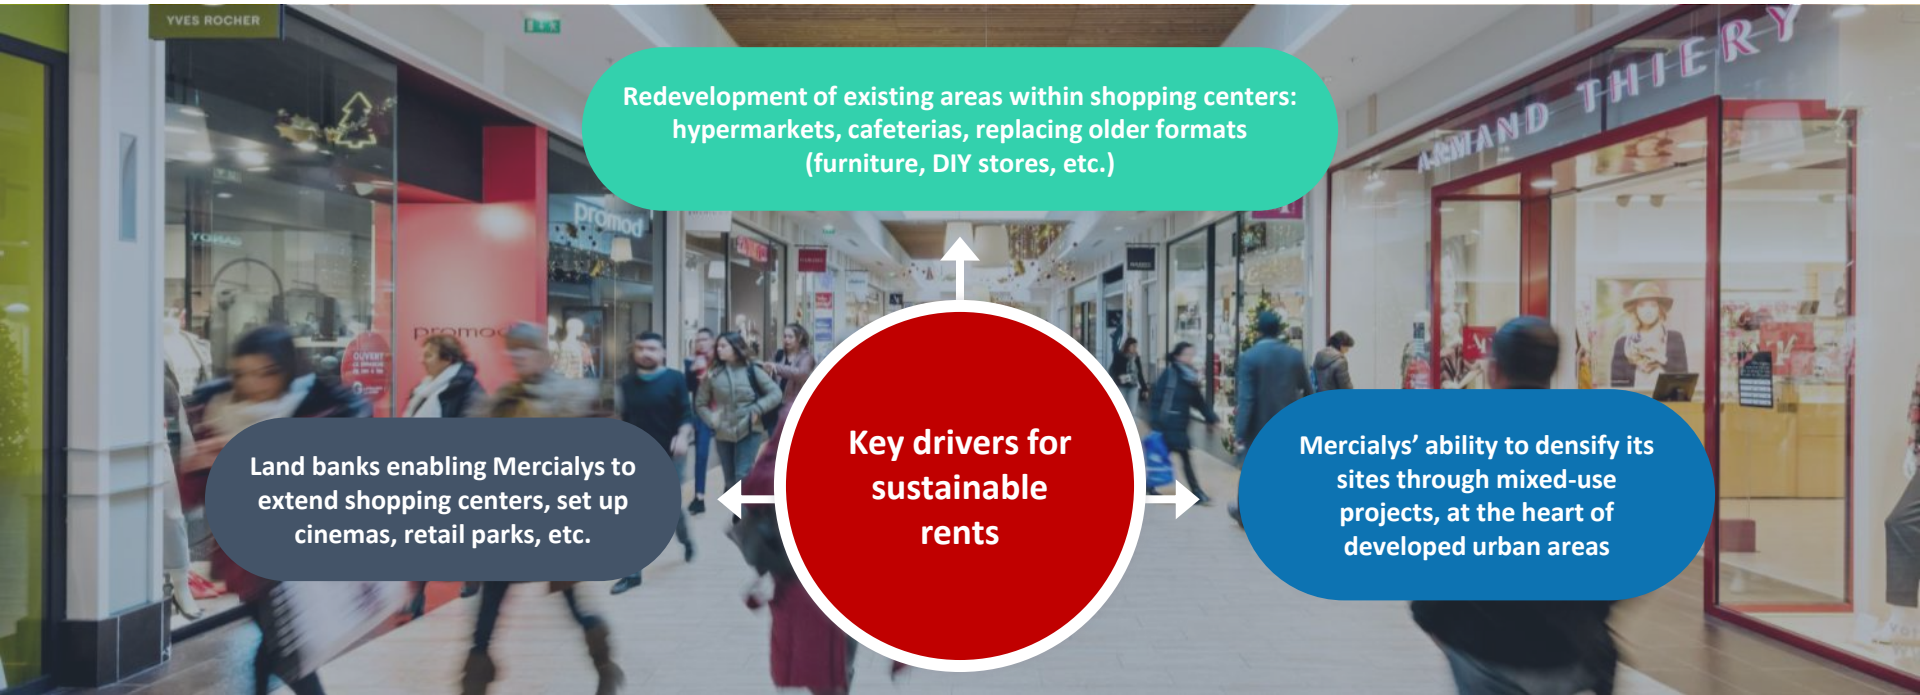 YVES ROCHER
Redevelopment of existing areas within shopping centers:
hypermarkets, cafeterias, replacing older formats
(furniture, DIY stores, etc.)
ARMAND THIERY
promod
promod
OUVERT
Key drivers for
sustainable
rents
Land banks enabling Mercialys to
extend shopping centers, set up
cinemas, retail parks, etc.
Mercialys’ ability to densify its
sites through mixed-use
projects, at the heart of
developed urban areas